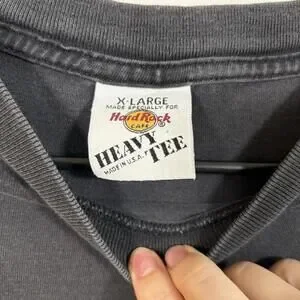 X-LARGE
MADE SPECIALLY FOR
Hard Rock
CAFE
HEAVY TEE
MADE IN U.S.A.